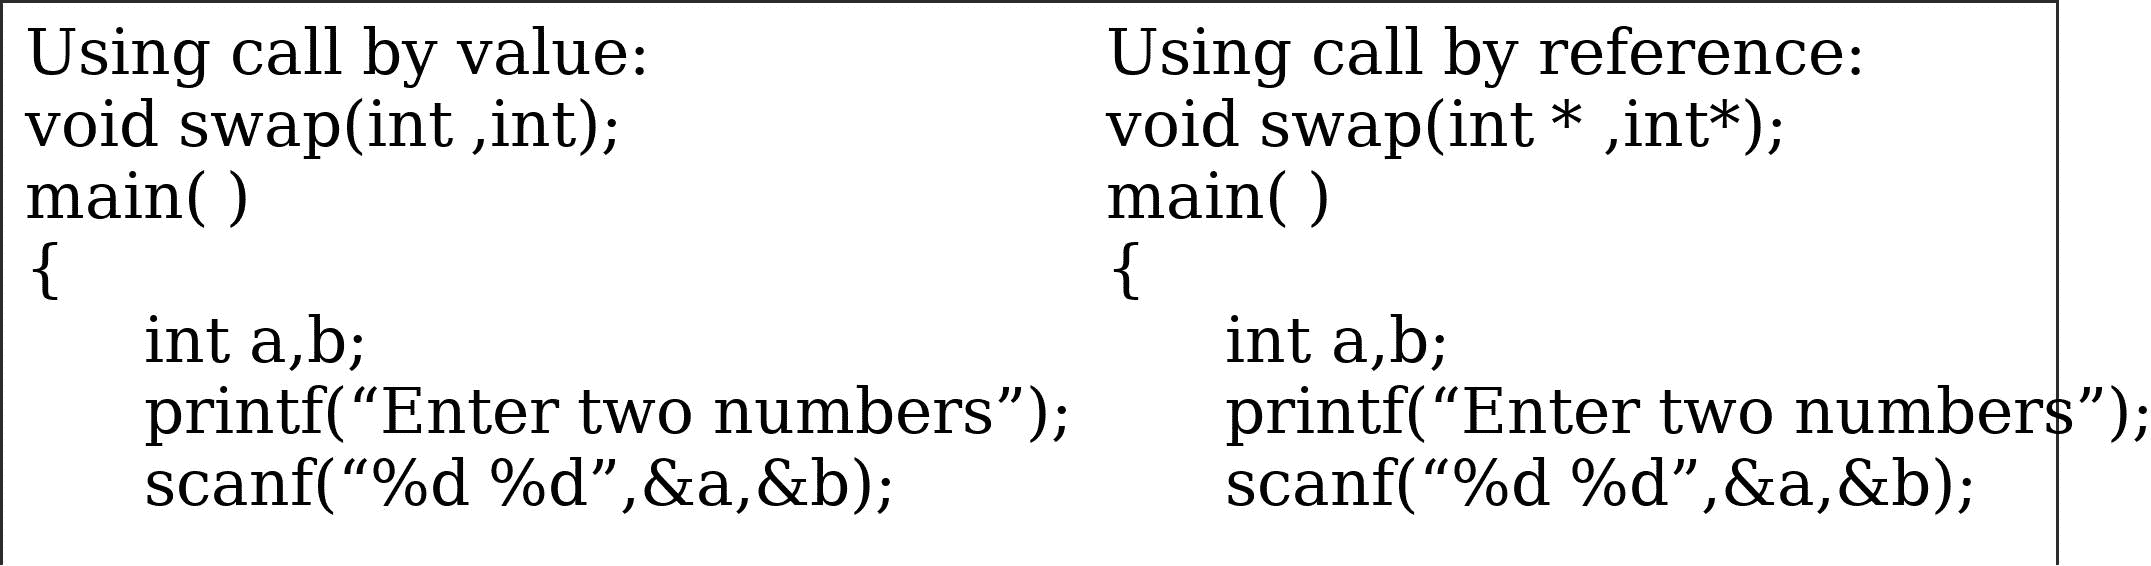 Using call by value:
void swap(int ,int);
main( )
{
int a,b;
printf(“Enter two numbers”);
scanf(“%d %d”,&a,&b);
Using call by reference:
void swap(int * ,int*);
main( )
{
int a,b;
printf(“Enter two numbers”);
scanf(“%d %d”,&a,&b);